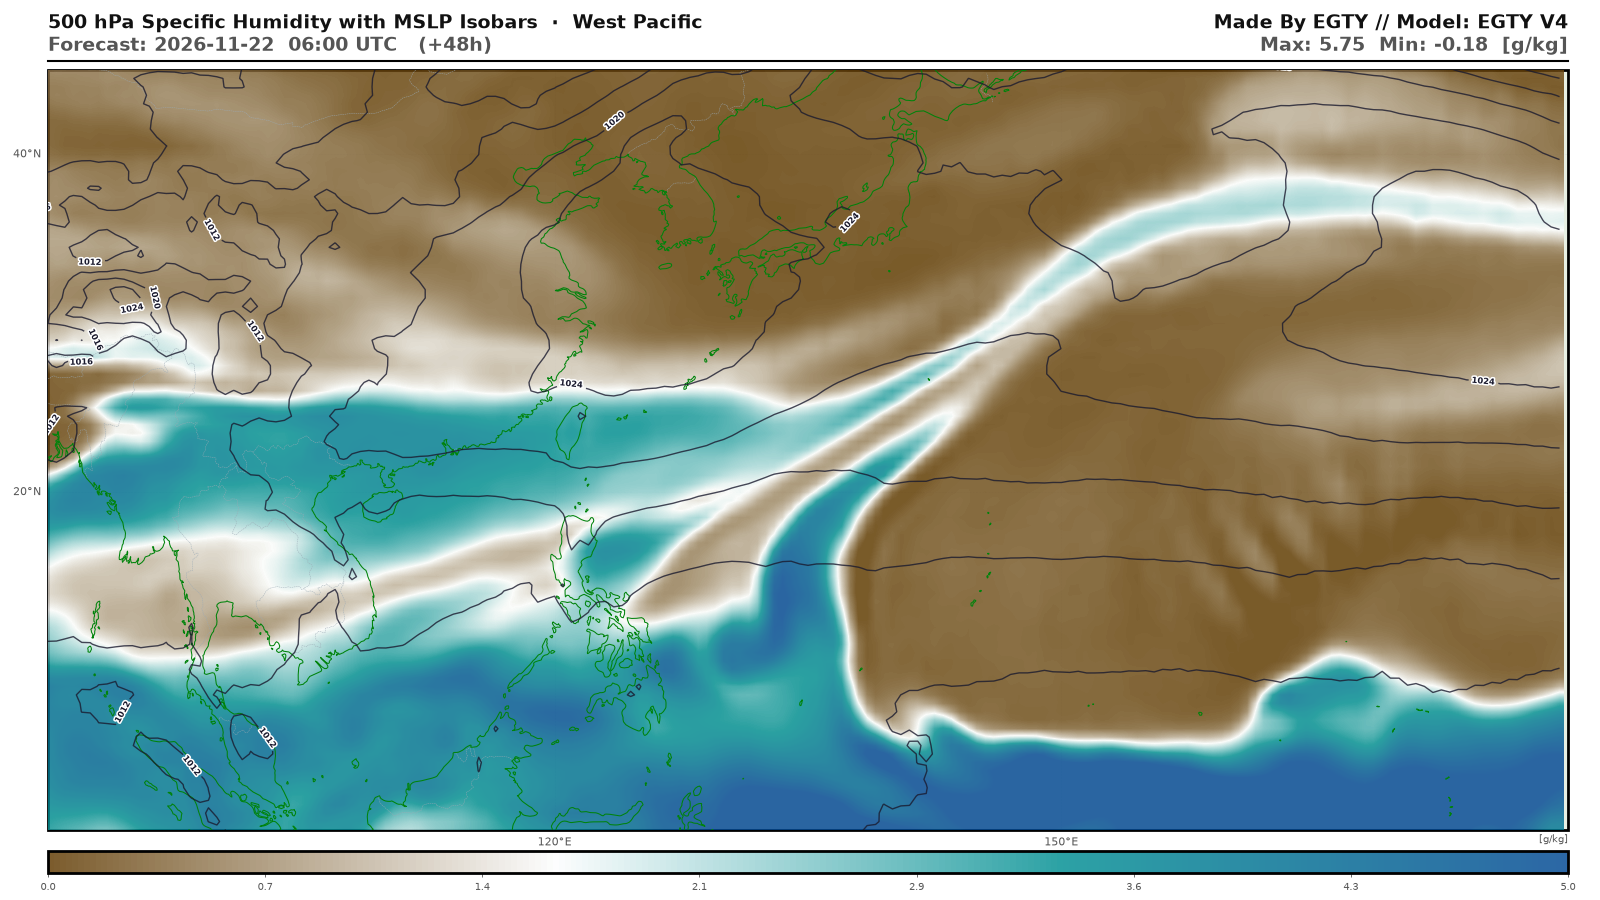 500 hPa Specific Humidity with MSLP Isobars · West Pacific
Made By EGTY // Model: EGTY V4
Forecast: 2026-11-22 06:00 UTC (+48h)
Max: 5.75 Min: -0.18 [g/kg]
1020
40°N
1024
1012
1012
1020
1024
1012
1016
1016
1024
1024
1012
20°N
1012
1012
1012
120°E
150°E
[g/kg]
0.0
0.7
1.4
2.1
2.9
3.6
4.3
5.0